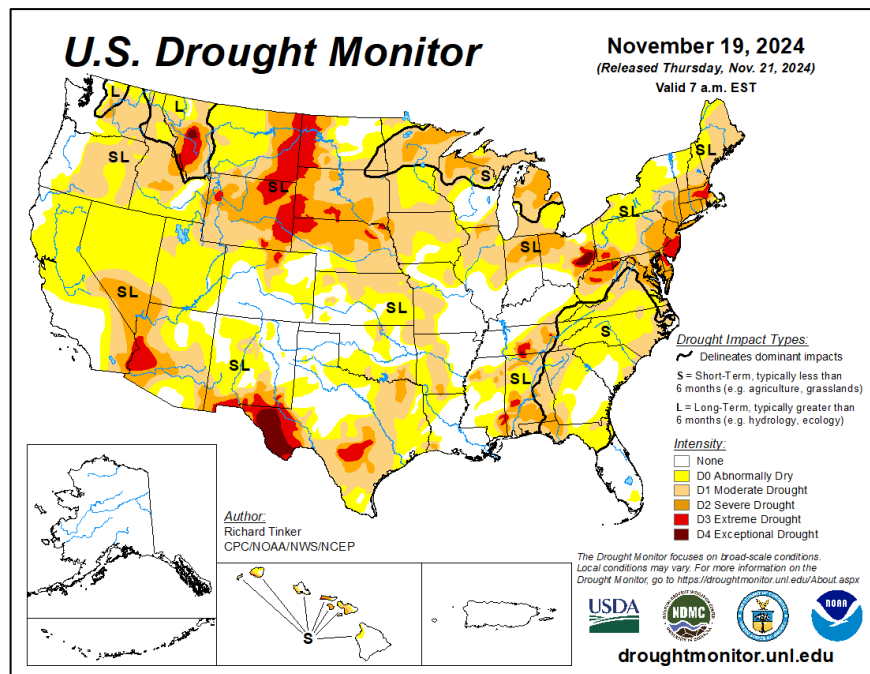 U.S. Drought Monitor
November 19, 2024
(Released Thursday, Nov. 21, 2024)
Valid 7 a.m. EST
L
L
SL
SL
S
SL
SL
SL
SL
SL
SL
S
SL
SL
Drought Impact Types:
Delineates dominant impacts
S = Short-Term, typically less than
6 months (e.g. agriculture, grasslands)
L = Long-Term, typically greater than
6 months (e.g. hydrology, ecology)
Intensity:
None
D0 Abnormally Dry
D1 Moderate Drought
D2 Severe Drought
D3 Extreme Drought
D4 Exceptional Drought
Author:
Richard Tinker
CPC/NOAA/NWS/NCEP
S
The Drought Monitor focuses on broad-scale conditions.
Local conditions may vary. For more information on the
Drought Monitor, go to https://droughtmonitor.unl.edu/About.aspx
USDA
NDMC
NOAA
droughtmonitor.unl.edu